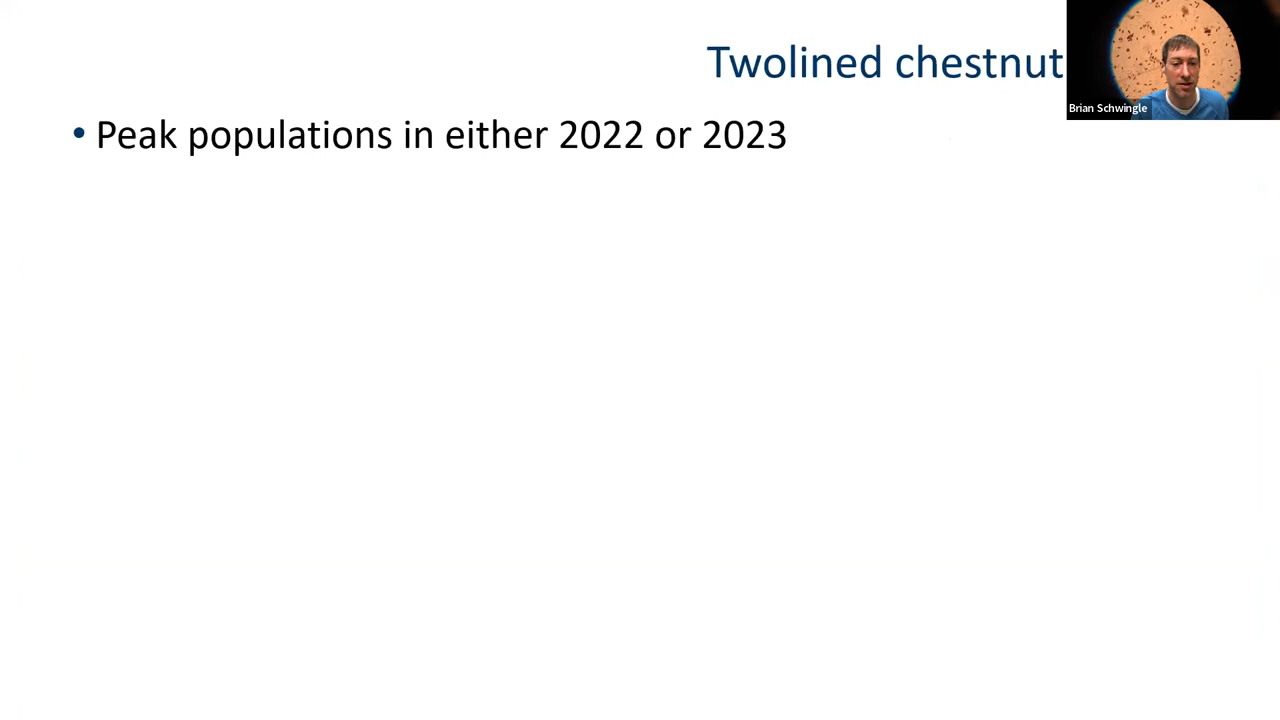 Twolined chestnut
Brian Schwingle
• Peak populations in either 2022 or 2023